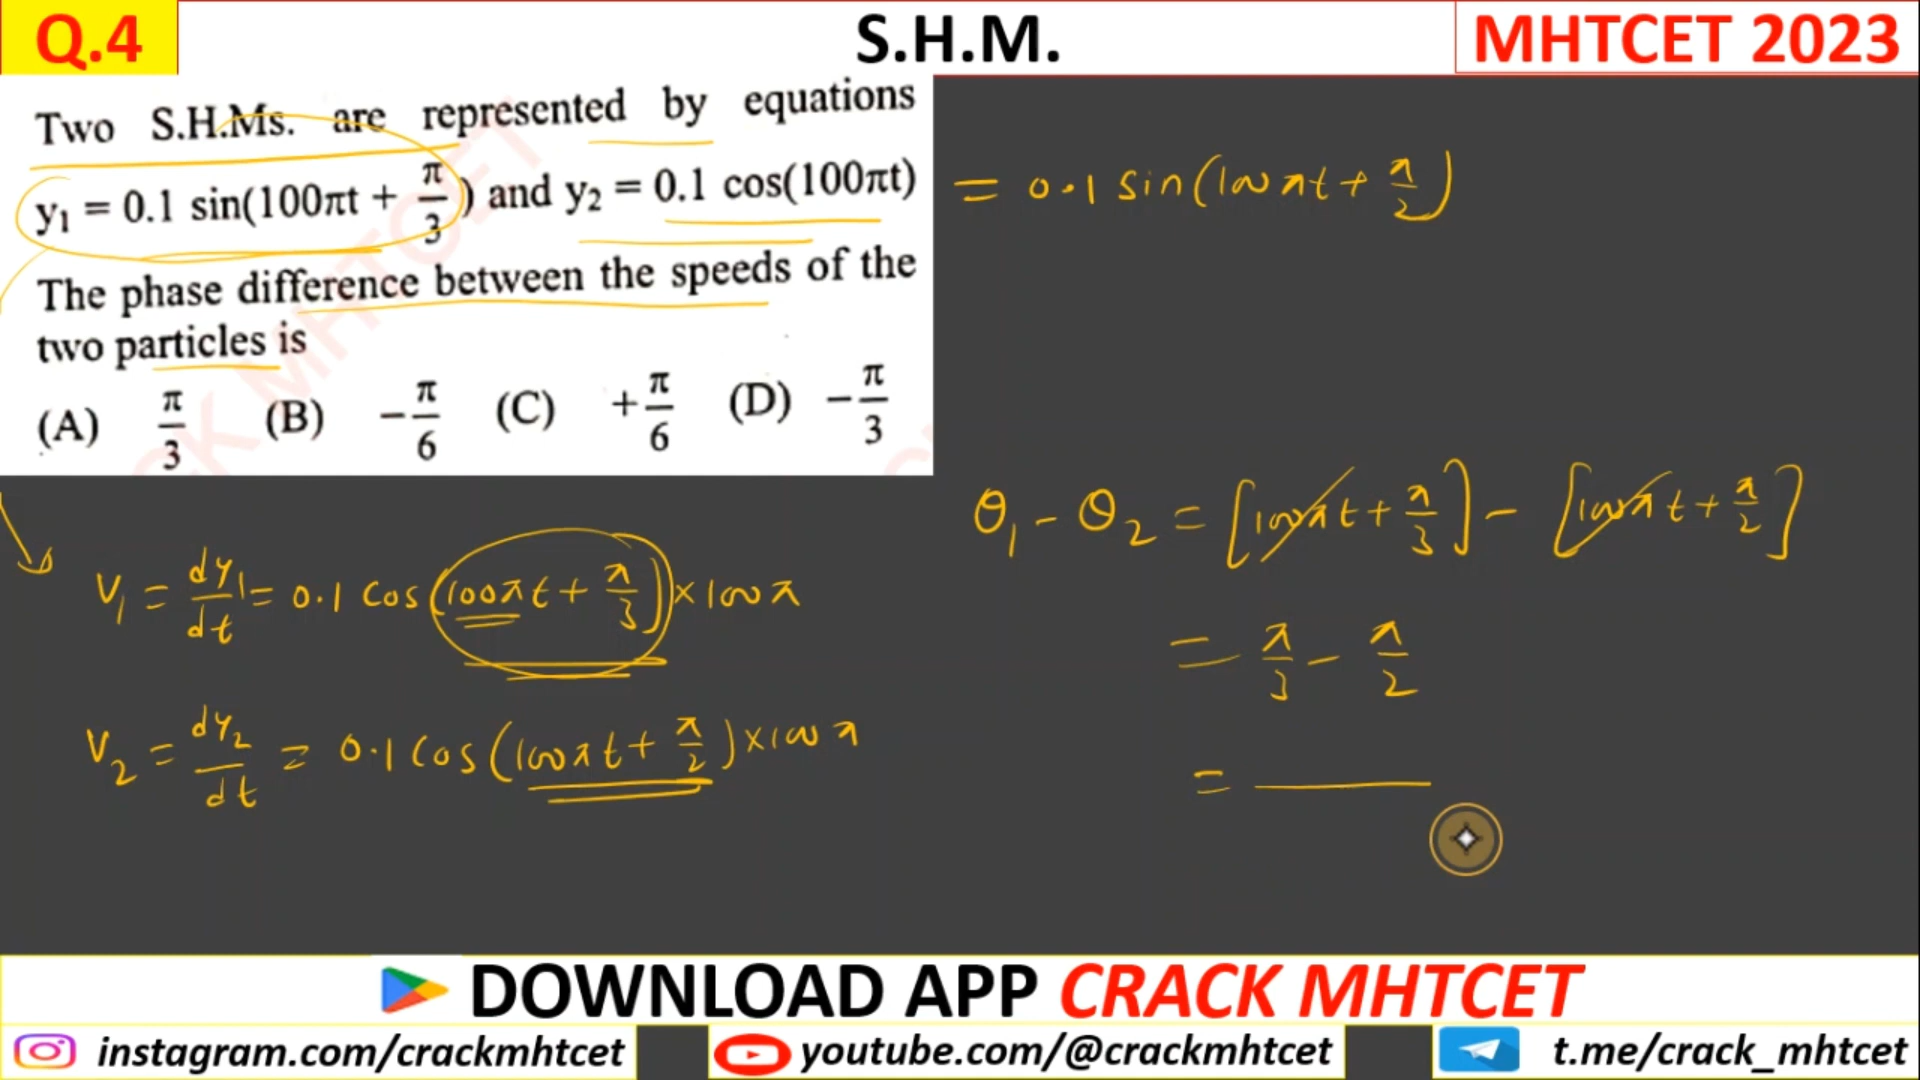 Q.4
S.H.M.
MHTCET 2023
Two S.H.Ms. are represented by equations
y₁ = 0.1 sin(100πt + π/3) and y₂ = 0.1 cos(100πt)
The phase difference between the speeds of the
two particles is
(A) π/3 (B) −π/6 (C) +π/6 (D) −π/3
= 0.1 sin(100πt + π/2)
V₁ = dy₁/dt = 0.1 cos(100πt + π/3) × 100π
V₂ = dy₂/dt = 0.1 cos(100πt + π/2) × 100π
θ₁ - θ₂ = [100πt + π/3] - [100πt + π/2]
= π/3 - π/2
=
DOWNLOAD APP CRACK MHTCET
instagram.com/crackmhtcet
youtube.com/@crackmhtcet
t.me/crack_mhtcet